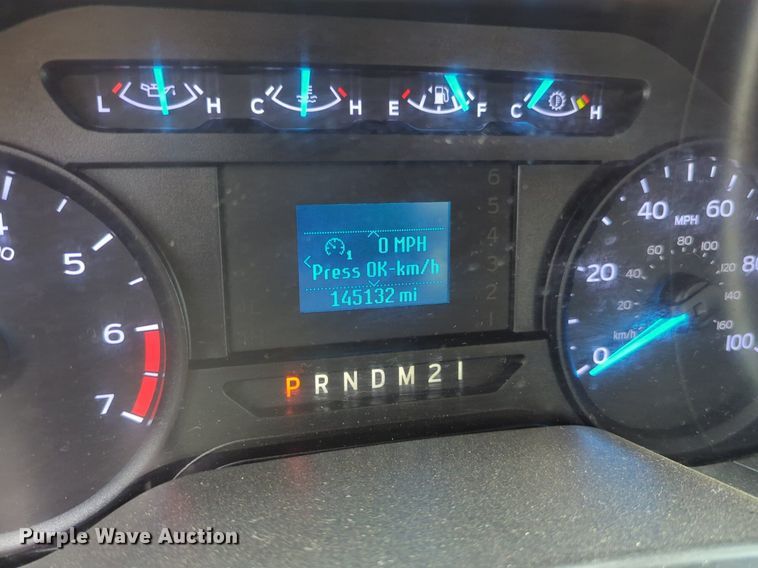 L H C H E F C H
6
5
4
3
2
1
0 MPH
1
Press OK-km/h
145132 mi
4
5
6
7
P R N D M 2 1
0 20 40 60 80 100
MPH
20 40 60 80 100 120 140 160
km/h
Purple Wave Auction